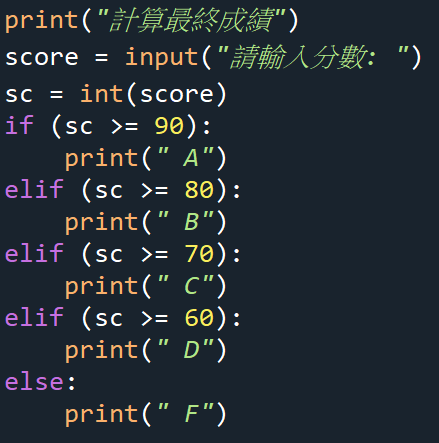 print("計算最終成績")
score = input("請輸入分數: ")
sc = int(score)
if (sc >= 90):
    print(" A")
elif (sc >= 80):
    print(" B")
elif (sc >= 70):
    print(" C")
elif (sc >= 60):
    print(" D")
else:
    print(" F")